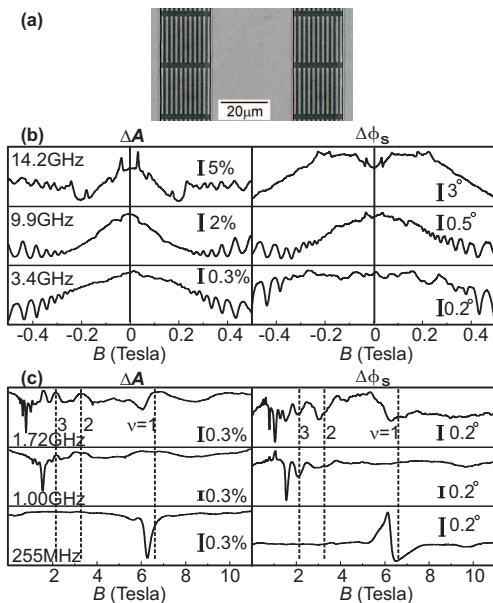 (a)
20μm
(b)
ΔA
Δϕs
14.2GHz
5%
3°
9.9GHz
2%
0.5°
3.4GHz
0.3%
0.2°
-0.4 -0.2 0.0 0.2 0.4
-0.4 -0.2 0.0 0.2 0.4
B (Tesla)
B (Tesla)
(c)
ΔA
Δϕs
3 2 ν=1
3 2 ν=1
1.72GHz
0.3%
0.2°
1.00GHz
0.3%
0.2°
255MHz
0.3%
0.2°
2 4 6 8 10
2 4 6 8 10
B (Tesla)
B (Tesla)